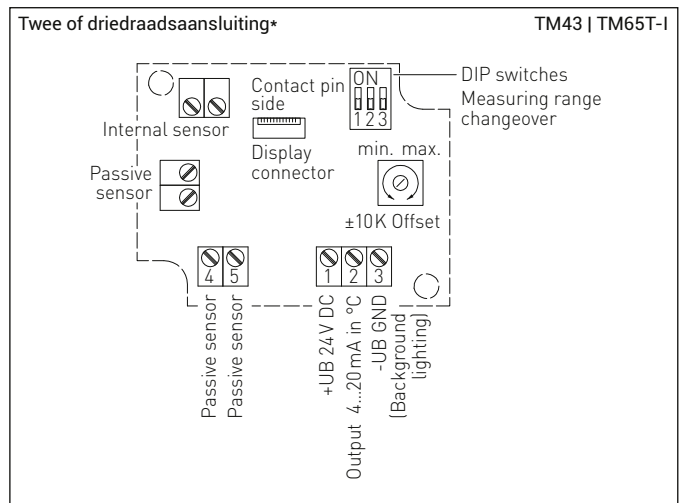 Twee of driedraadsaansluiting*
TM43 | TM65T-I
ON
1 2 3
DIP switches
Measuring range
changeover
Contact pin
side
Internal sensor
Display
connector
min. max.
±10K Offset
Passive
sensor
4 5
1 2 3
Passive sensor
Passive sensor
+UB 24V DC
Output 4...20mA in °C
-UB GND
(Background
lighting)